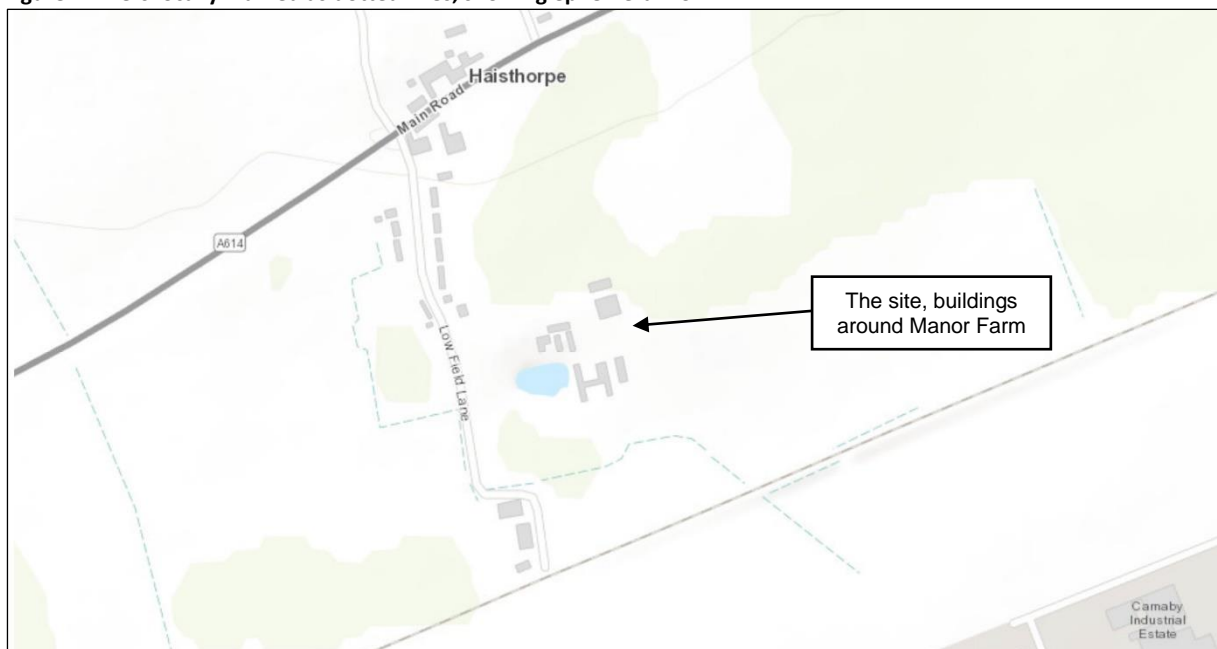 Haisthorpe
Main Road
A614
The site, buildings
around Manor Farm
Low Field Lane
Carnaby
Industrial
Estate